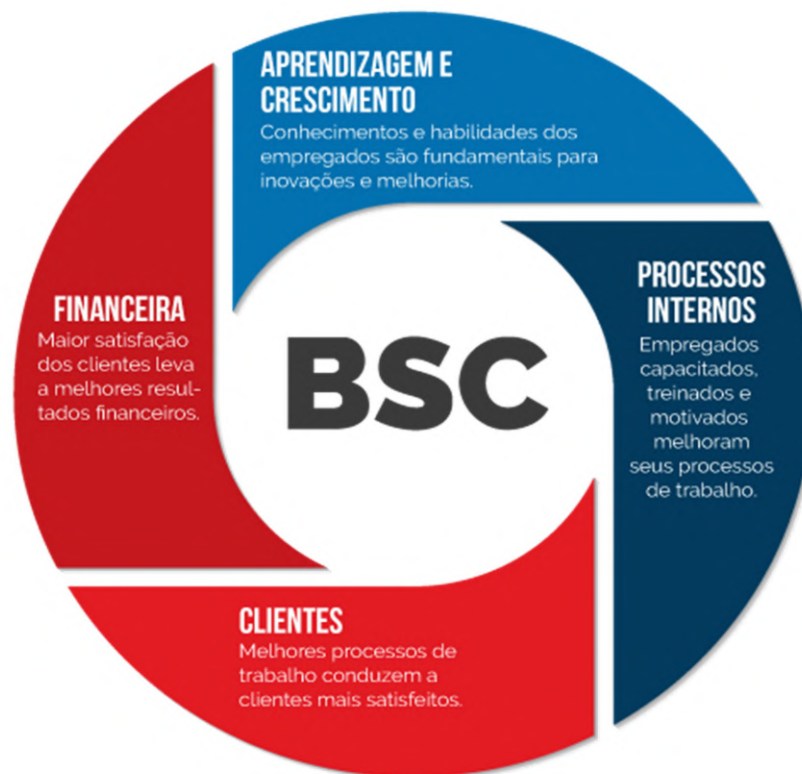 APRENDIZAGEM E
CRESCIMENTO
Conhecimentos e habilidades dos
empregados são fundamentais para
inovações e melhorias.
PROCESSOS
INTERNOS
Empregados
capacitados,
treinados e
motivados
melhoram
seus processos
de trabalho.
CLIENTES
Melhores processos de
trabalho conduzem a
clientes mais satisfeitos.
FINANCEIRA
Maior satisfação
dos clientes leva
a melhores resul-
tados financeiros.
BSC